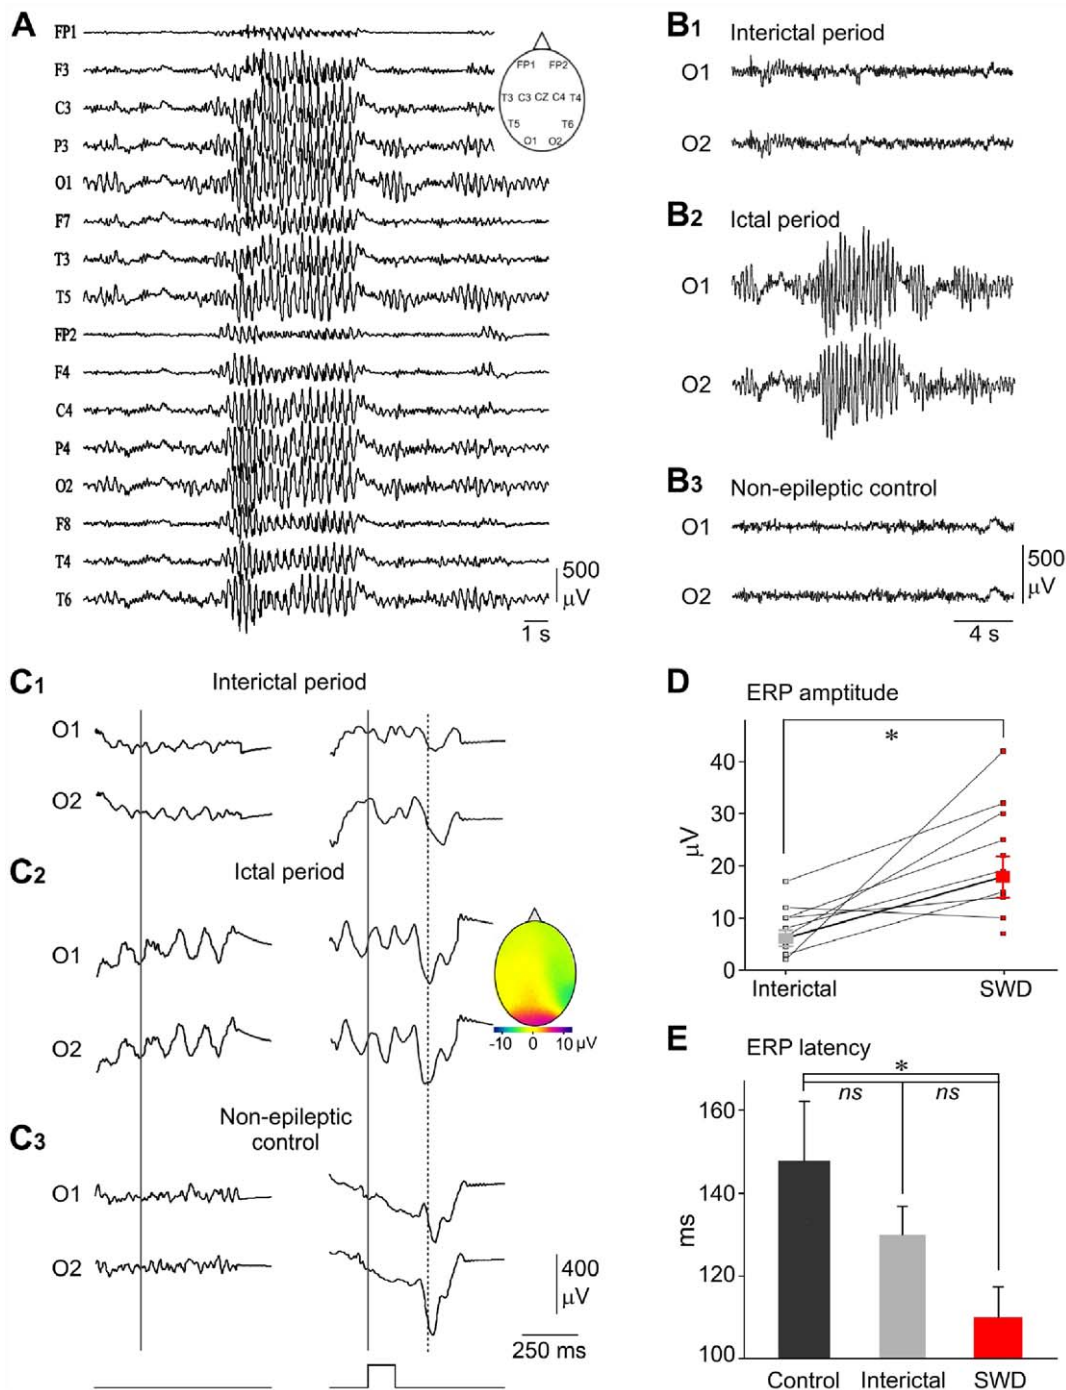 A
FP1
F3
C3
P3
O1
F7
T3
T5
FP2
F4
C4
P4
O2
F8
T4
T6
FP1 FP2
T3 C3 CZ C4 T4
T5 T6
O1 O2
500
µV
1 s
B1 Interictal period
O1
O2
B2 Ictal period
O1
O2
B3 Non-epileptic control
O1
O2
500
µV
4 s
C1 Interictal period
O1
O2
C2 Ictal period
O1
O2
-10 0 10 µV
C3 Non-epileptic
control
O1
O2
400
µV
250 ms
D ERP amptitude
*
µV
40
30
20
10
0
Interictal SWD
E ERP latency
*
ns ns
ms
160
140
120
100
Control Interictal SWD